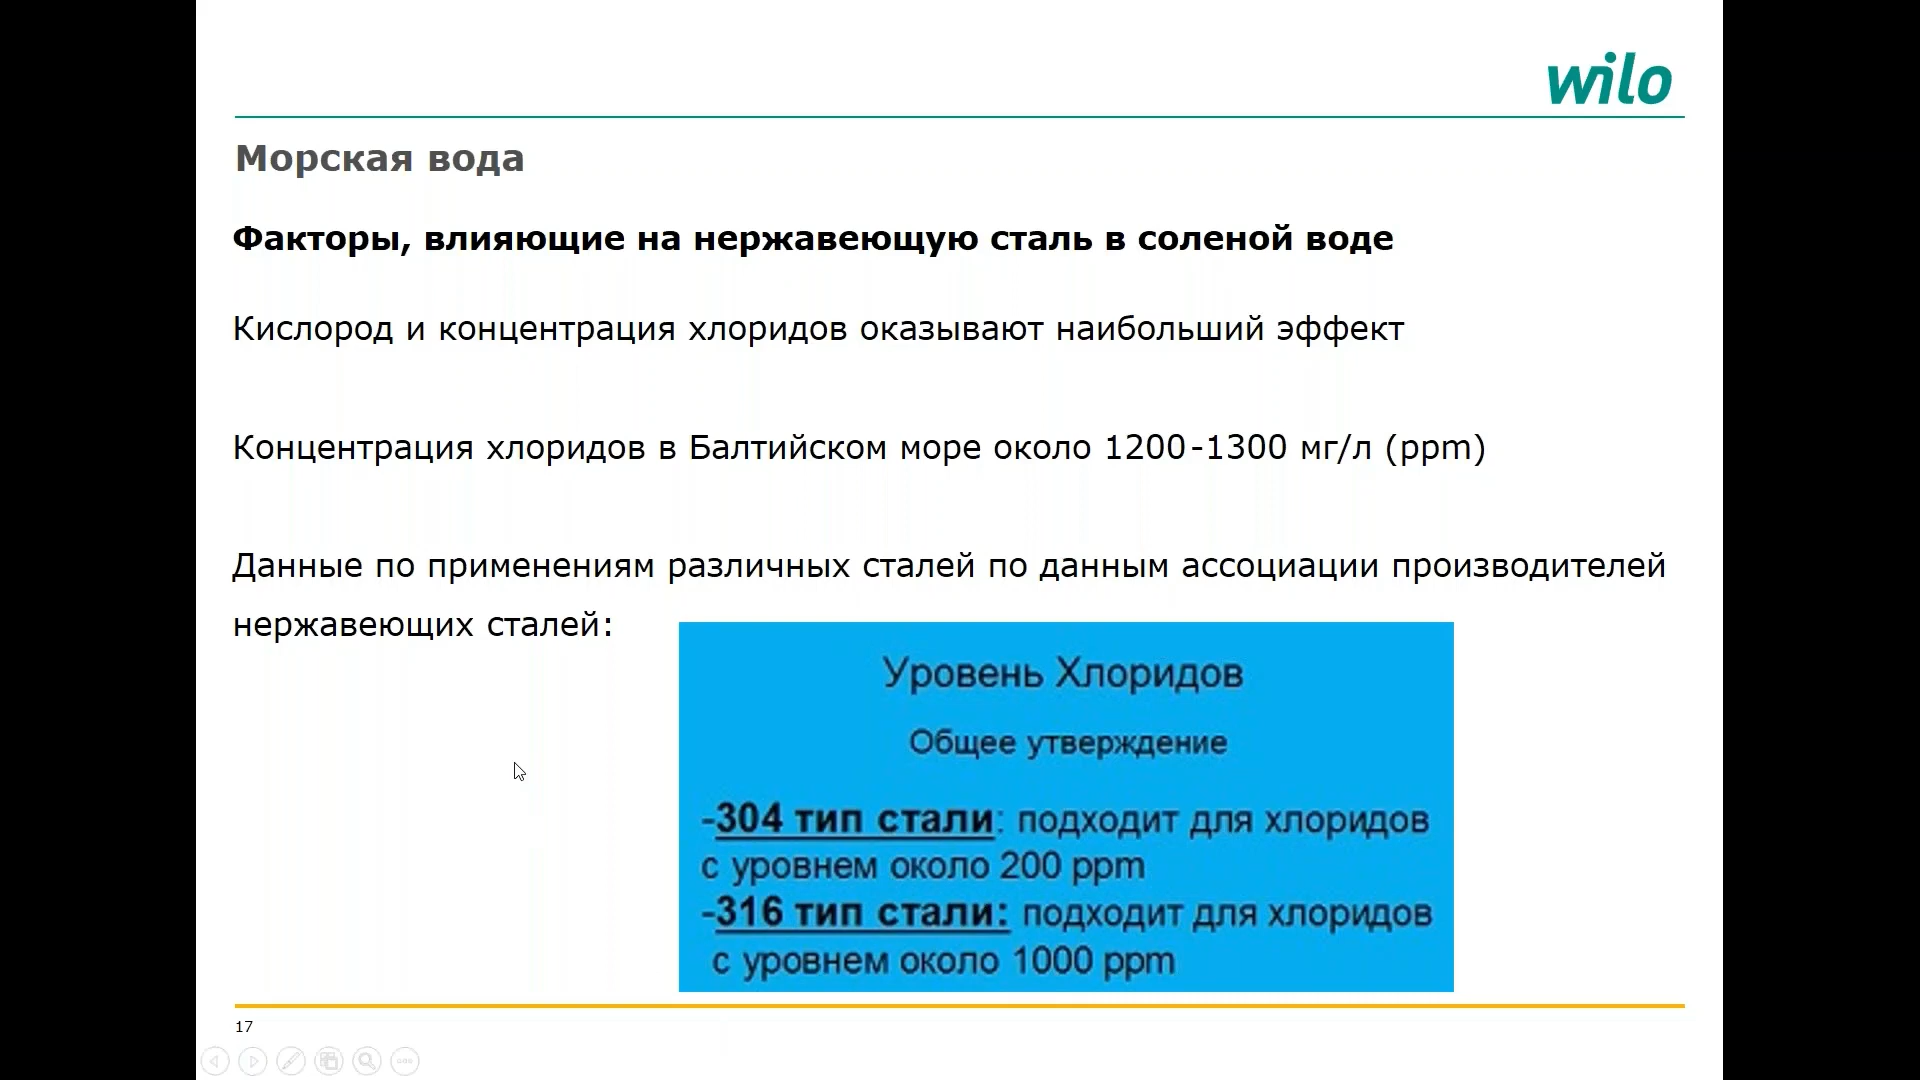 wilo
Морская вода
Факторы, влияющие на нержавеющую сталь в соленой воде
Кислород и концентрация хлоридов оказывают наибольший эффект
Концентрация хлоридов в Балтийском море около 1200-1300 мг/л (ppm)
Данные по применениям различных сталей по данным ассоциации производителей
нержавеющих сталей:
Уровень Хлоридов
Общее утверждение
-304 тип стали: подходит для хлоридов
с уровнем около 200 ppm
-316 тип стали: подходит для хлоридов
с уровнем около 1000 ppm
17